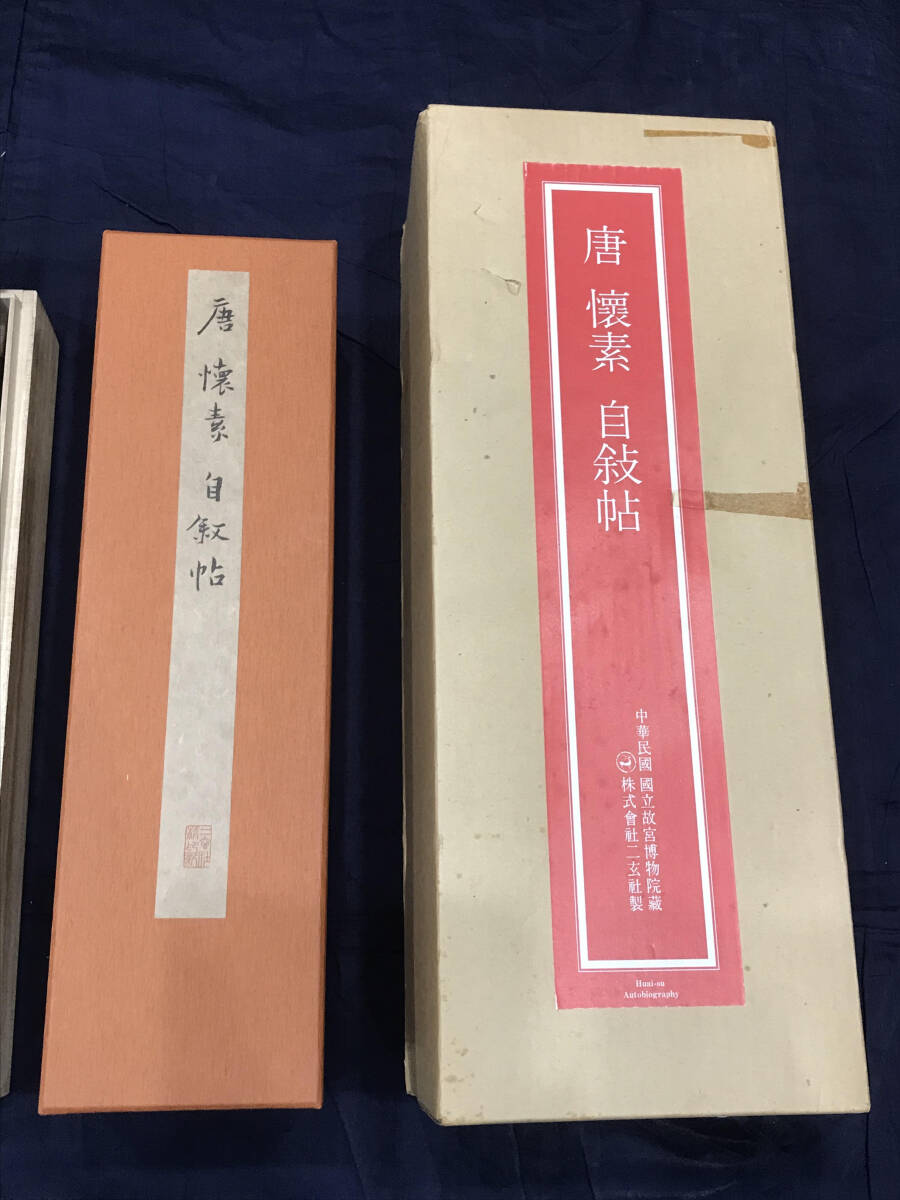 唐 懷素 自敘帖
唐 懷素 自敍帖
中華民國 國立故宮博物院藏
株式會社二玄社製
Huai-su
Autobiography